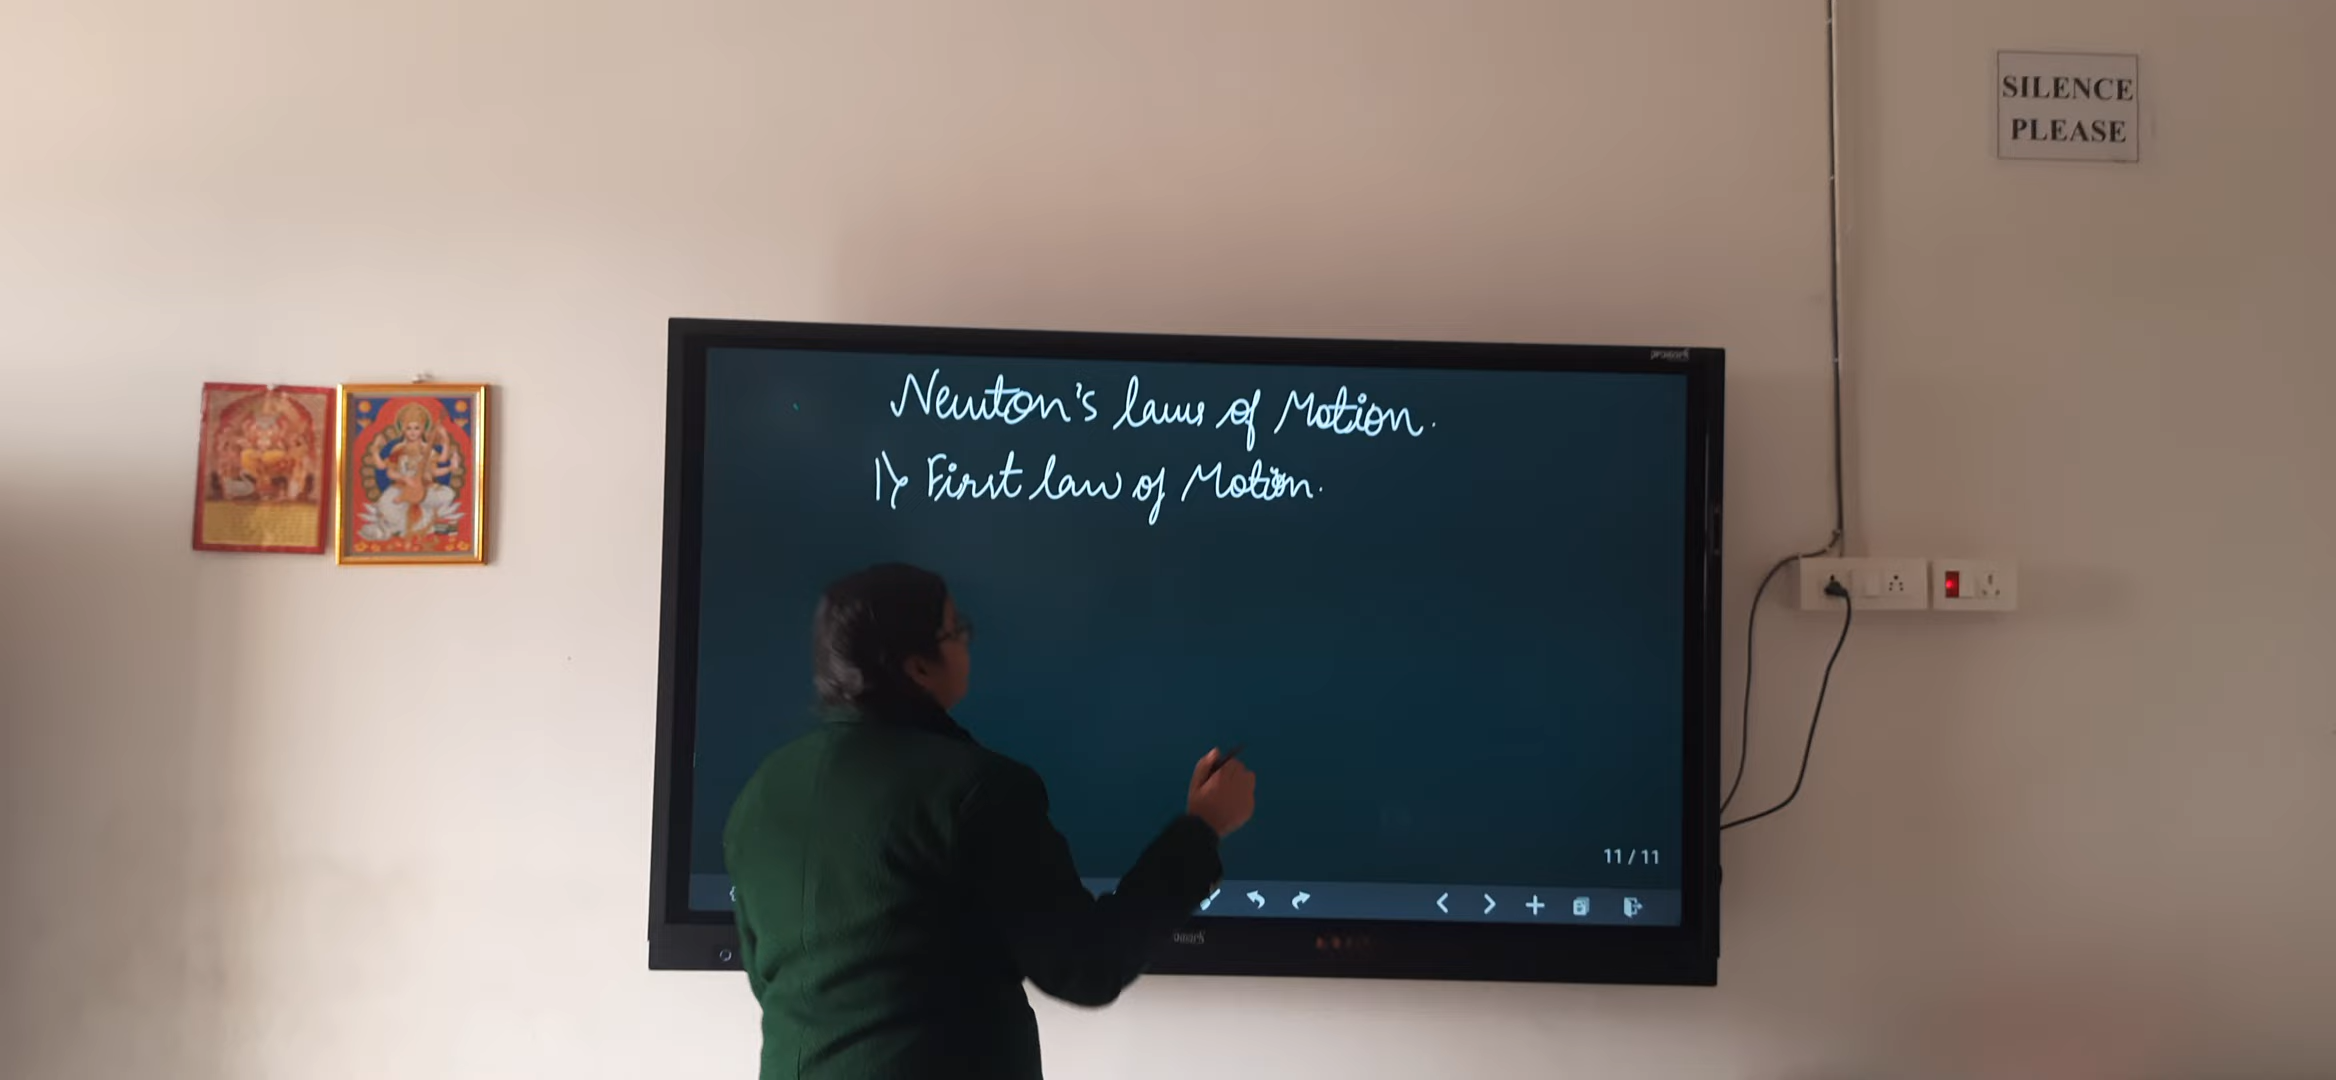 SILENCE
PLEASE
Newton's laws of Motion.
1) First law of Motion.
11 / 11